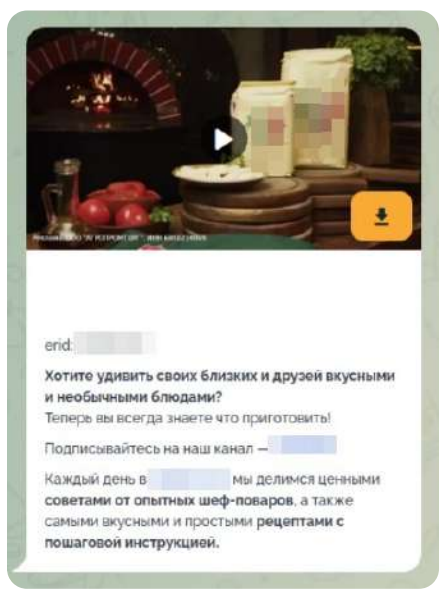 erid:
Хотите удивить своих близких и друзей вкусными
и необычными блюдами?
Теперь вы всегда знаете что приготовить!
Подписывайтесь на наш канал —
Каждый день в мы делимся ценными
советами от опытных шеф-поваров, а также
самыми вкусными и простыми рецептами с
пошаговой инструкцией.